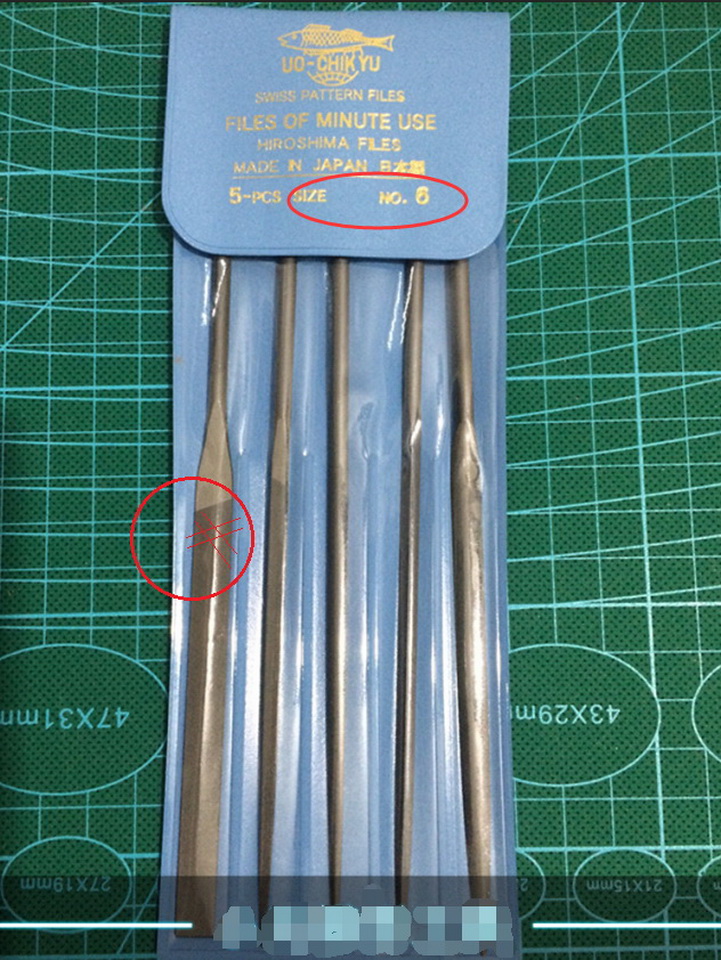 UO-CHIKYU
SWISS PATTERN FILES
FILES OF MINUTE USE
HIROSHIMA FILES
MADE IN JAPAN 日本製
5-PCS SIZE NO. 6
47X31mm
43X29mm
27X19mm
21X15mm